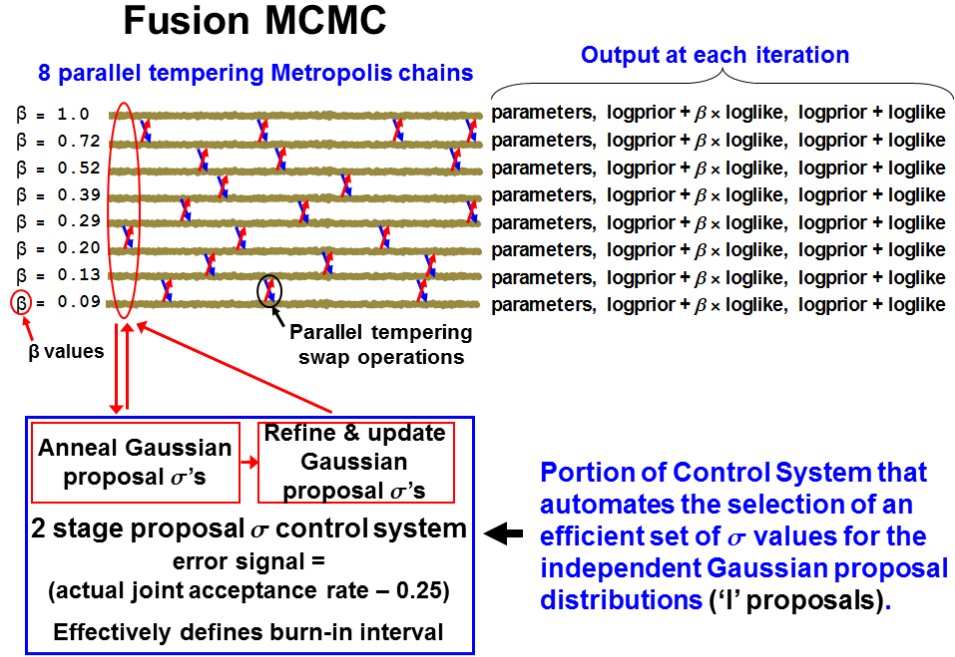 Fusion MCMC
8 parallel tempering Metropolis chains
Output at each iteration
β = 1.0
parameters, logprior + β × loglike, logprior + loglike
β = 0.72
parameters, logprior + β × loglike, logprior + loglike
β = 0.52
parameters, logprior + β × loglike, logprior + loglike
β = 0.39
parameters, logprior + β × loglike, logprior + loglike
β = 0.29
parameters, logprior + β × loglike, logprior + loglike
β = 0.20
parameters, logprior + β × loglike, logprior + loglike
β = 0.13
parameters, logprior + β × loglike, logprior + loglike
β = 0.09
parameters, logprior + β × loglike, logprior + loglike
β values
Parallel tempering
swap operations
Anneal Gaussian
proposal σ's
Refine & update
Gaussian
proposal σ's
2 stage proposal σ control system
error signal =
(actual joint acceptance rate – 0.25)
Effectively defines burn-in interval
Portion of Control System that
automates the selection of an
efficient set of σ values for the
independent Gaussian proposal
distributions ('I' proposals).